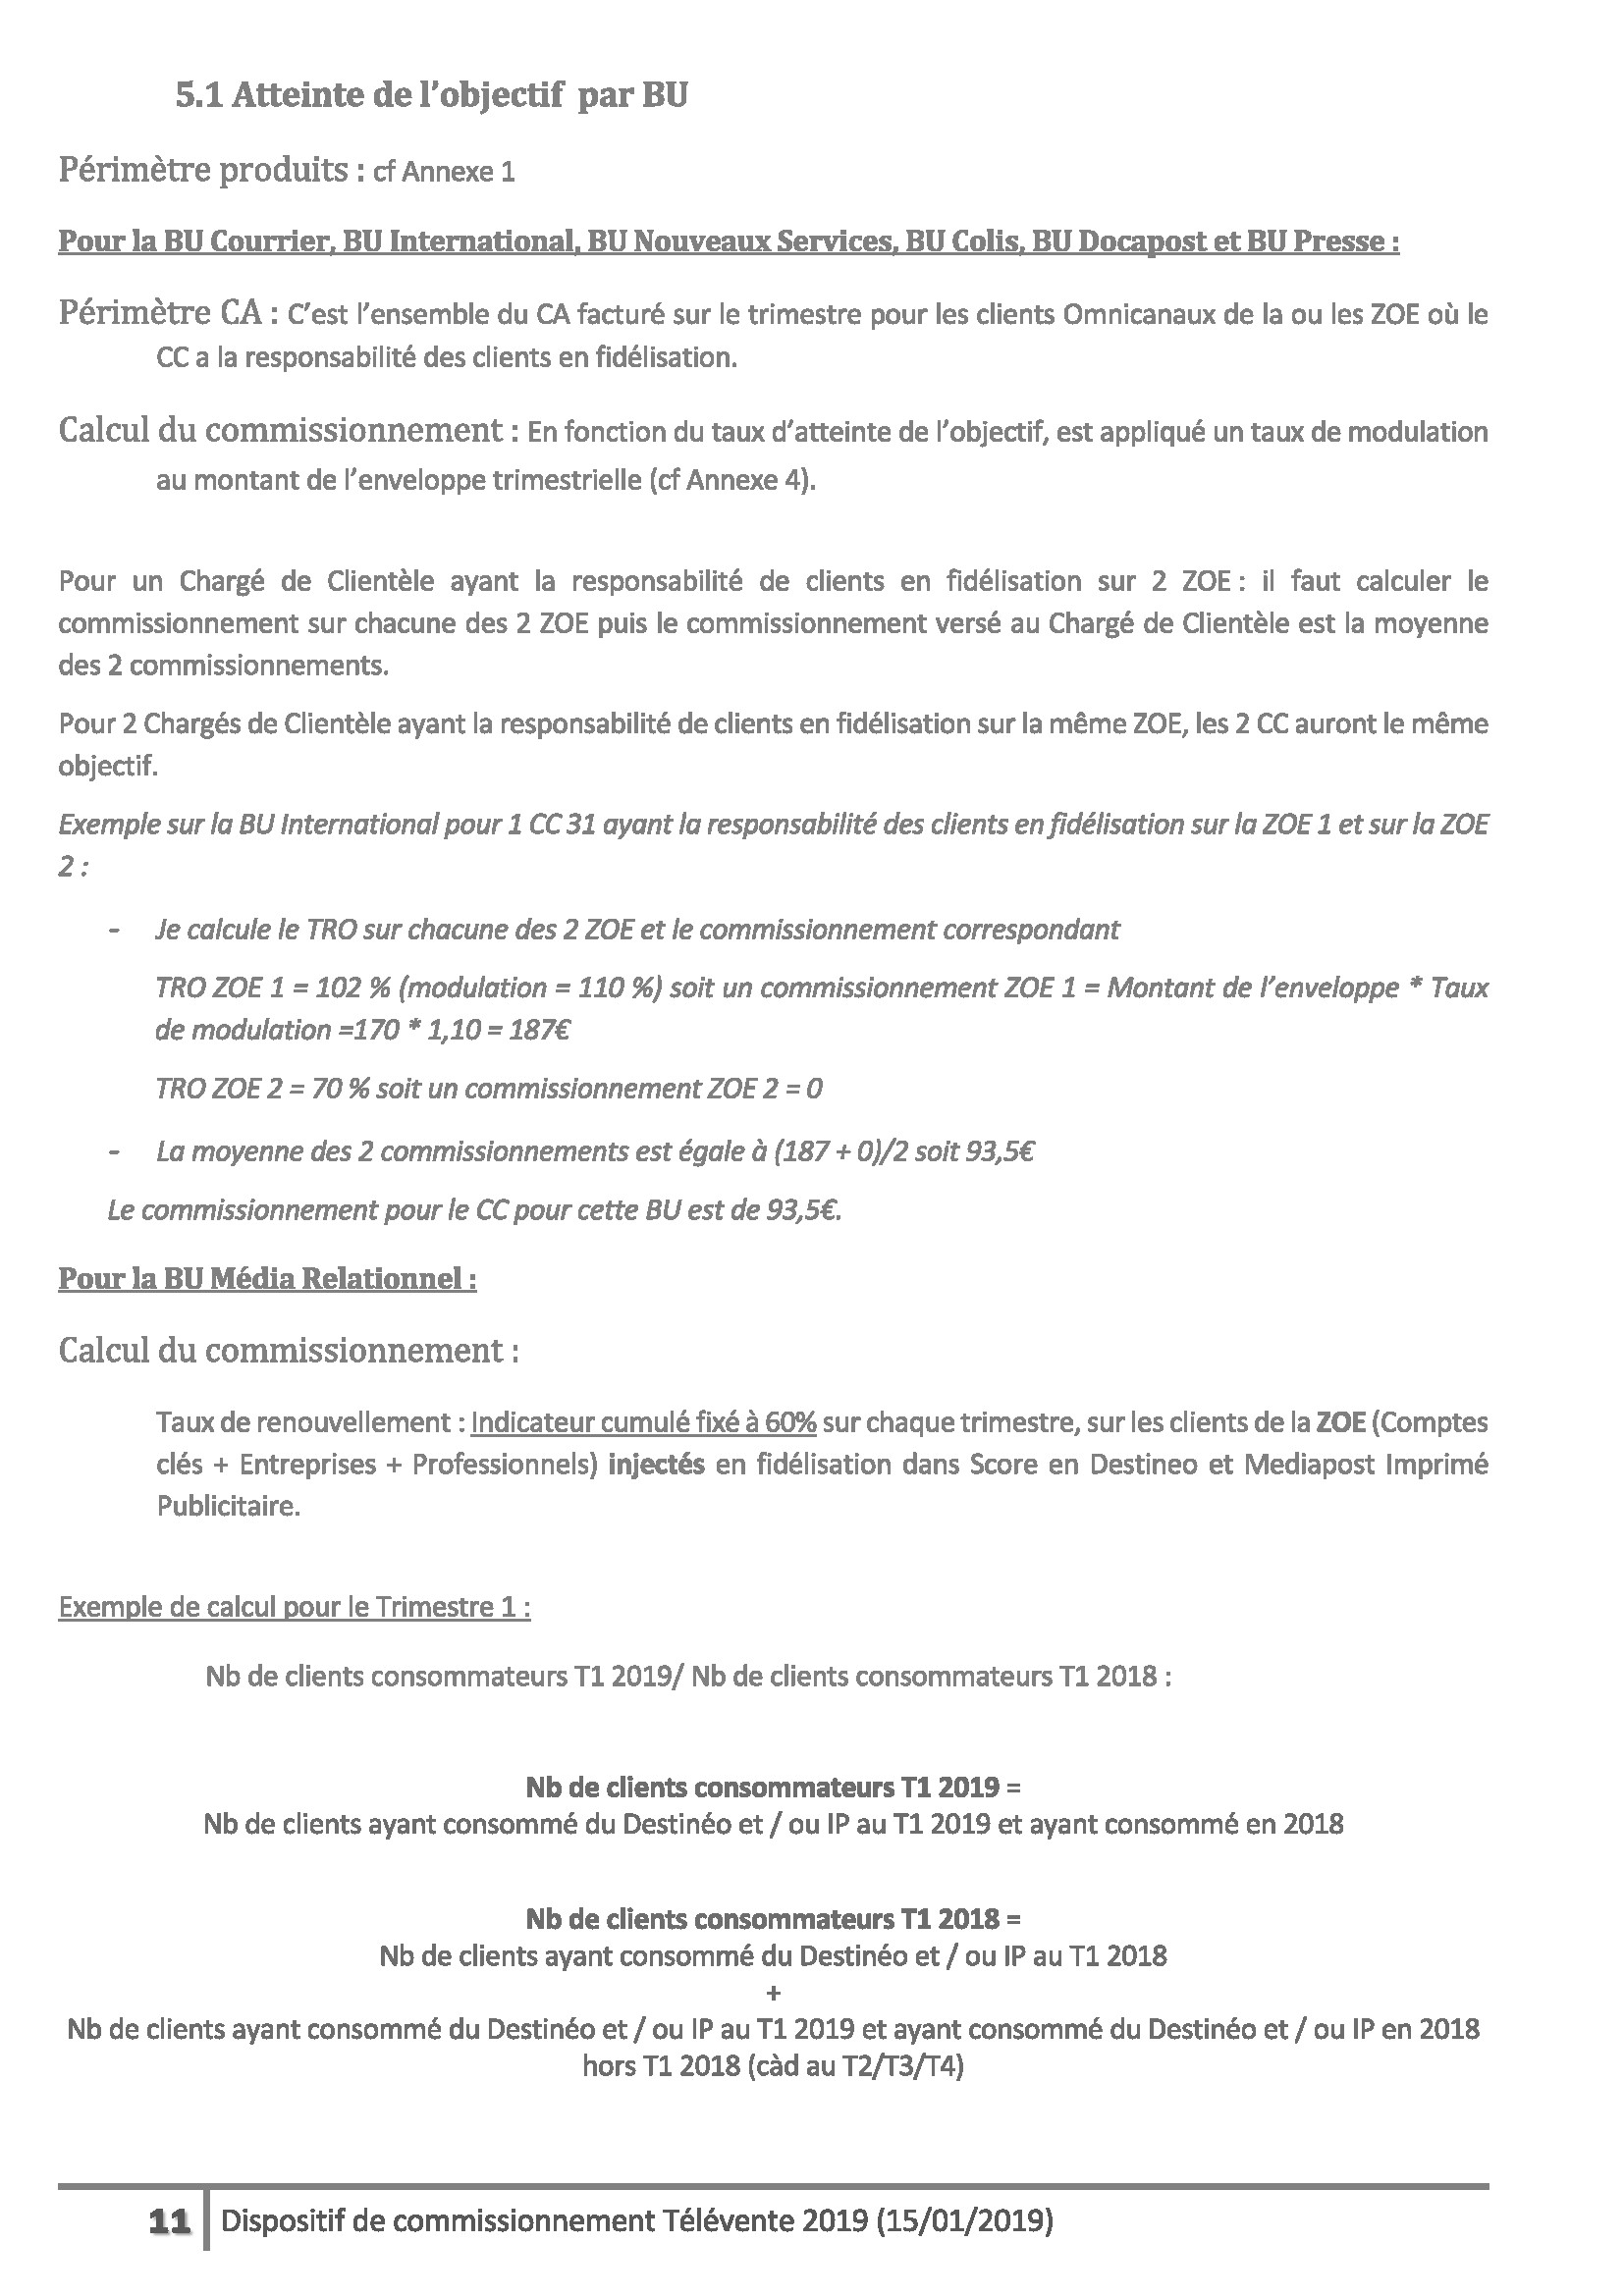 5.1 Atteinte de l’objectif  par BU
Périmètre produits : cf Annexe 1
Pour la BU Courrier, BU International, BU Nouveaux Services, BU Colis, BU Docapost et BU Presse :
Périmètre CA : C’est l’ensemble du CA facturé sur le trimestre pour les clients Omnicanaux de la ou les ZOE où le
CC a la responsabilité des clients en fidélisation.
Calcul du commissionnement : En fonction du taux d’atteinte de l’objectif, est appliqué un taux de modulation
au montant de l’enveloppe trimestrielle (cf Annexe 4).
Pour un Chargé de Clientèle ayant la responsabilité de clients en fidélisation sur 2 ZOE : il faut calculer le
commissionnement sur chacune des 2 ZOE puis le commissionnement versé au Chargé de Clientèle est la moyenne
des 2 commissionnements.
Pour 2 Chargés de Clientèle ayant la responsabilité de clients en fidélisation sur la même ZOE, les 2 CC auront le même
objectif.
Exemple sur la BU International pour 1 CC 31 ayant la responsabilité des clients en fidélisation sur la ZOE 1 et sur la ZOE
2 :
- Je calcule le TRO sur chacune des 2 ZOE et le commissionnement correspondant
TRO ZOE 1 = 102 % (modulation = 110 %) soit un commissionnement ZOE 1 = Montant de l’enveloppe * Taux
de modulation =170 * 1,10 = 187€
TRO ZOE 2 = 70 % soit un commissionnement ZOE 2 = 0
- La moyenne des 2 commissionnements est égale à (187 + 0)/2 soit 93,5€
Le commissionnement pour le CC pour cette BU est de 93,5€.
Pour la BU Média Relationnel :
Calcul du commissionnement :
Taux de renouvellement : Indicateur cumulé fixé à 60% sur chaque trimestre, sur les clients de la ZOE (Comptes
clés + Entreprises + Professionnels) injectés en fidélisation dans Score en Destineo et Mediapost Imprimé
Publicitaire.
Exemple de calcul pour le Trimestre 1 :
Nb de clients consommateurs T1 2019/ Nb de clients consommateurs T1 2018 :
Nb de clients consommateurs T1 2019 =
Nb de clients ayant consommé du Destinéo et / ou IP au T1 2019 et ayant consommé en 2018
Nb de clients consommateurs T1 2018 =
Nb de clients ayant consommé du Destinéo et / ou IP au T1 2018
+
Nb de clients ayant consommé du Destinéo et / ou IP au T1 2019 et ayant consommé du Destinéo et / ou IP en 2018
hors T1 2018 (càd au T2/T3/T4)
11 Dispositif de commissionnement Télévente 2019 (15/01/2019)